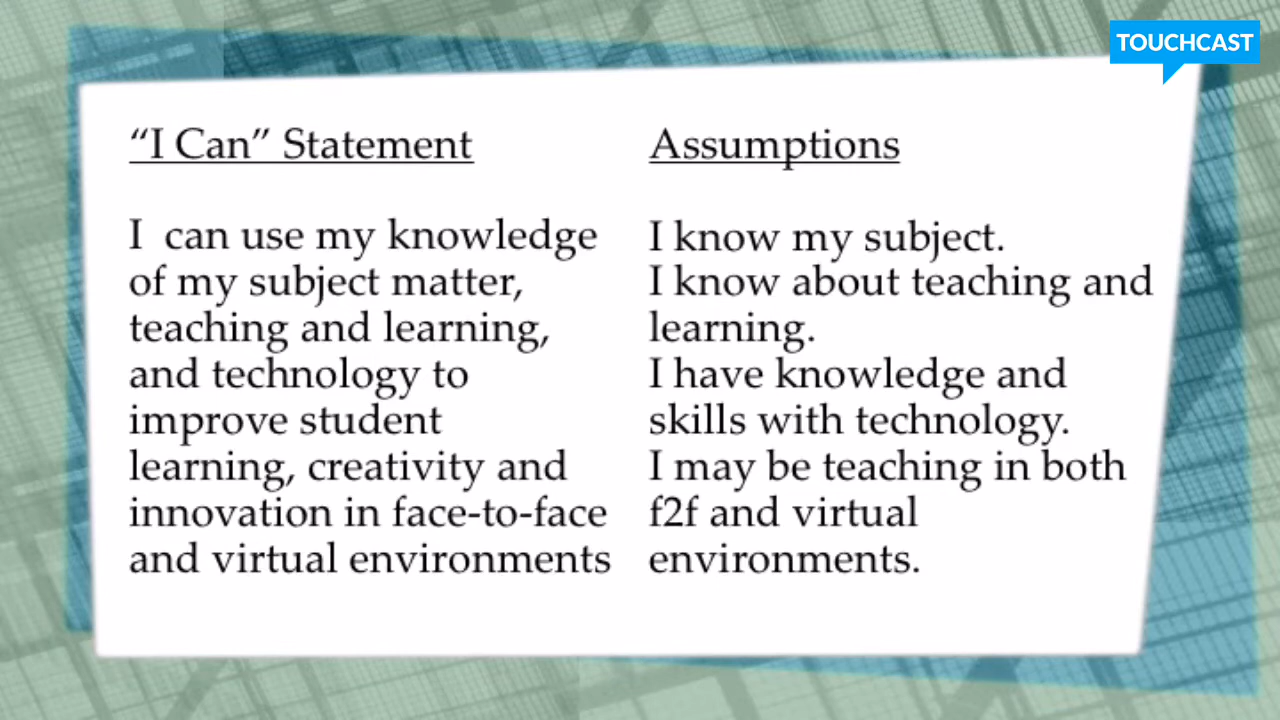 TOUCHCAST
“I Can” Statement
I can use my knowledge
of my subject matter,
teaching and learning,
and technology to
improve student
learning, creativity and
innovation in face-to-face
and virtual environments
Assumptions
I know my subject.
I know about teaching and
learning.
I have knowledge and
skills with technology.
I may be teaching in both
f2f and virtual
environments.